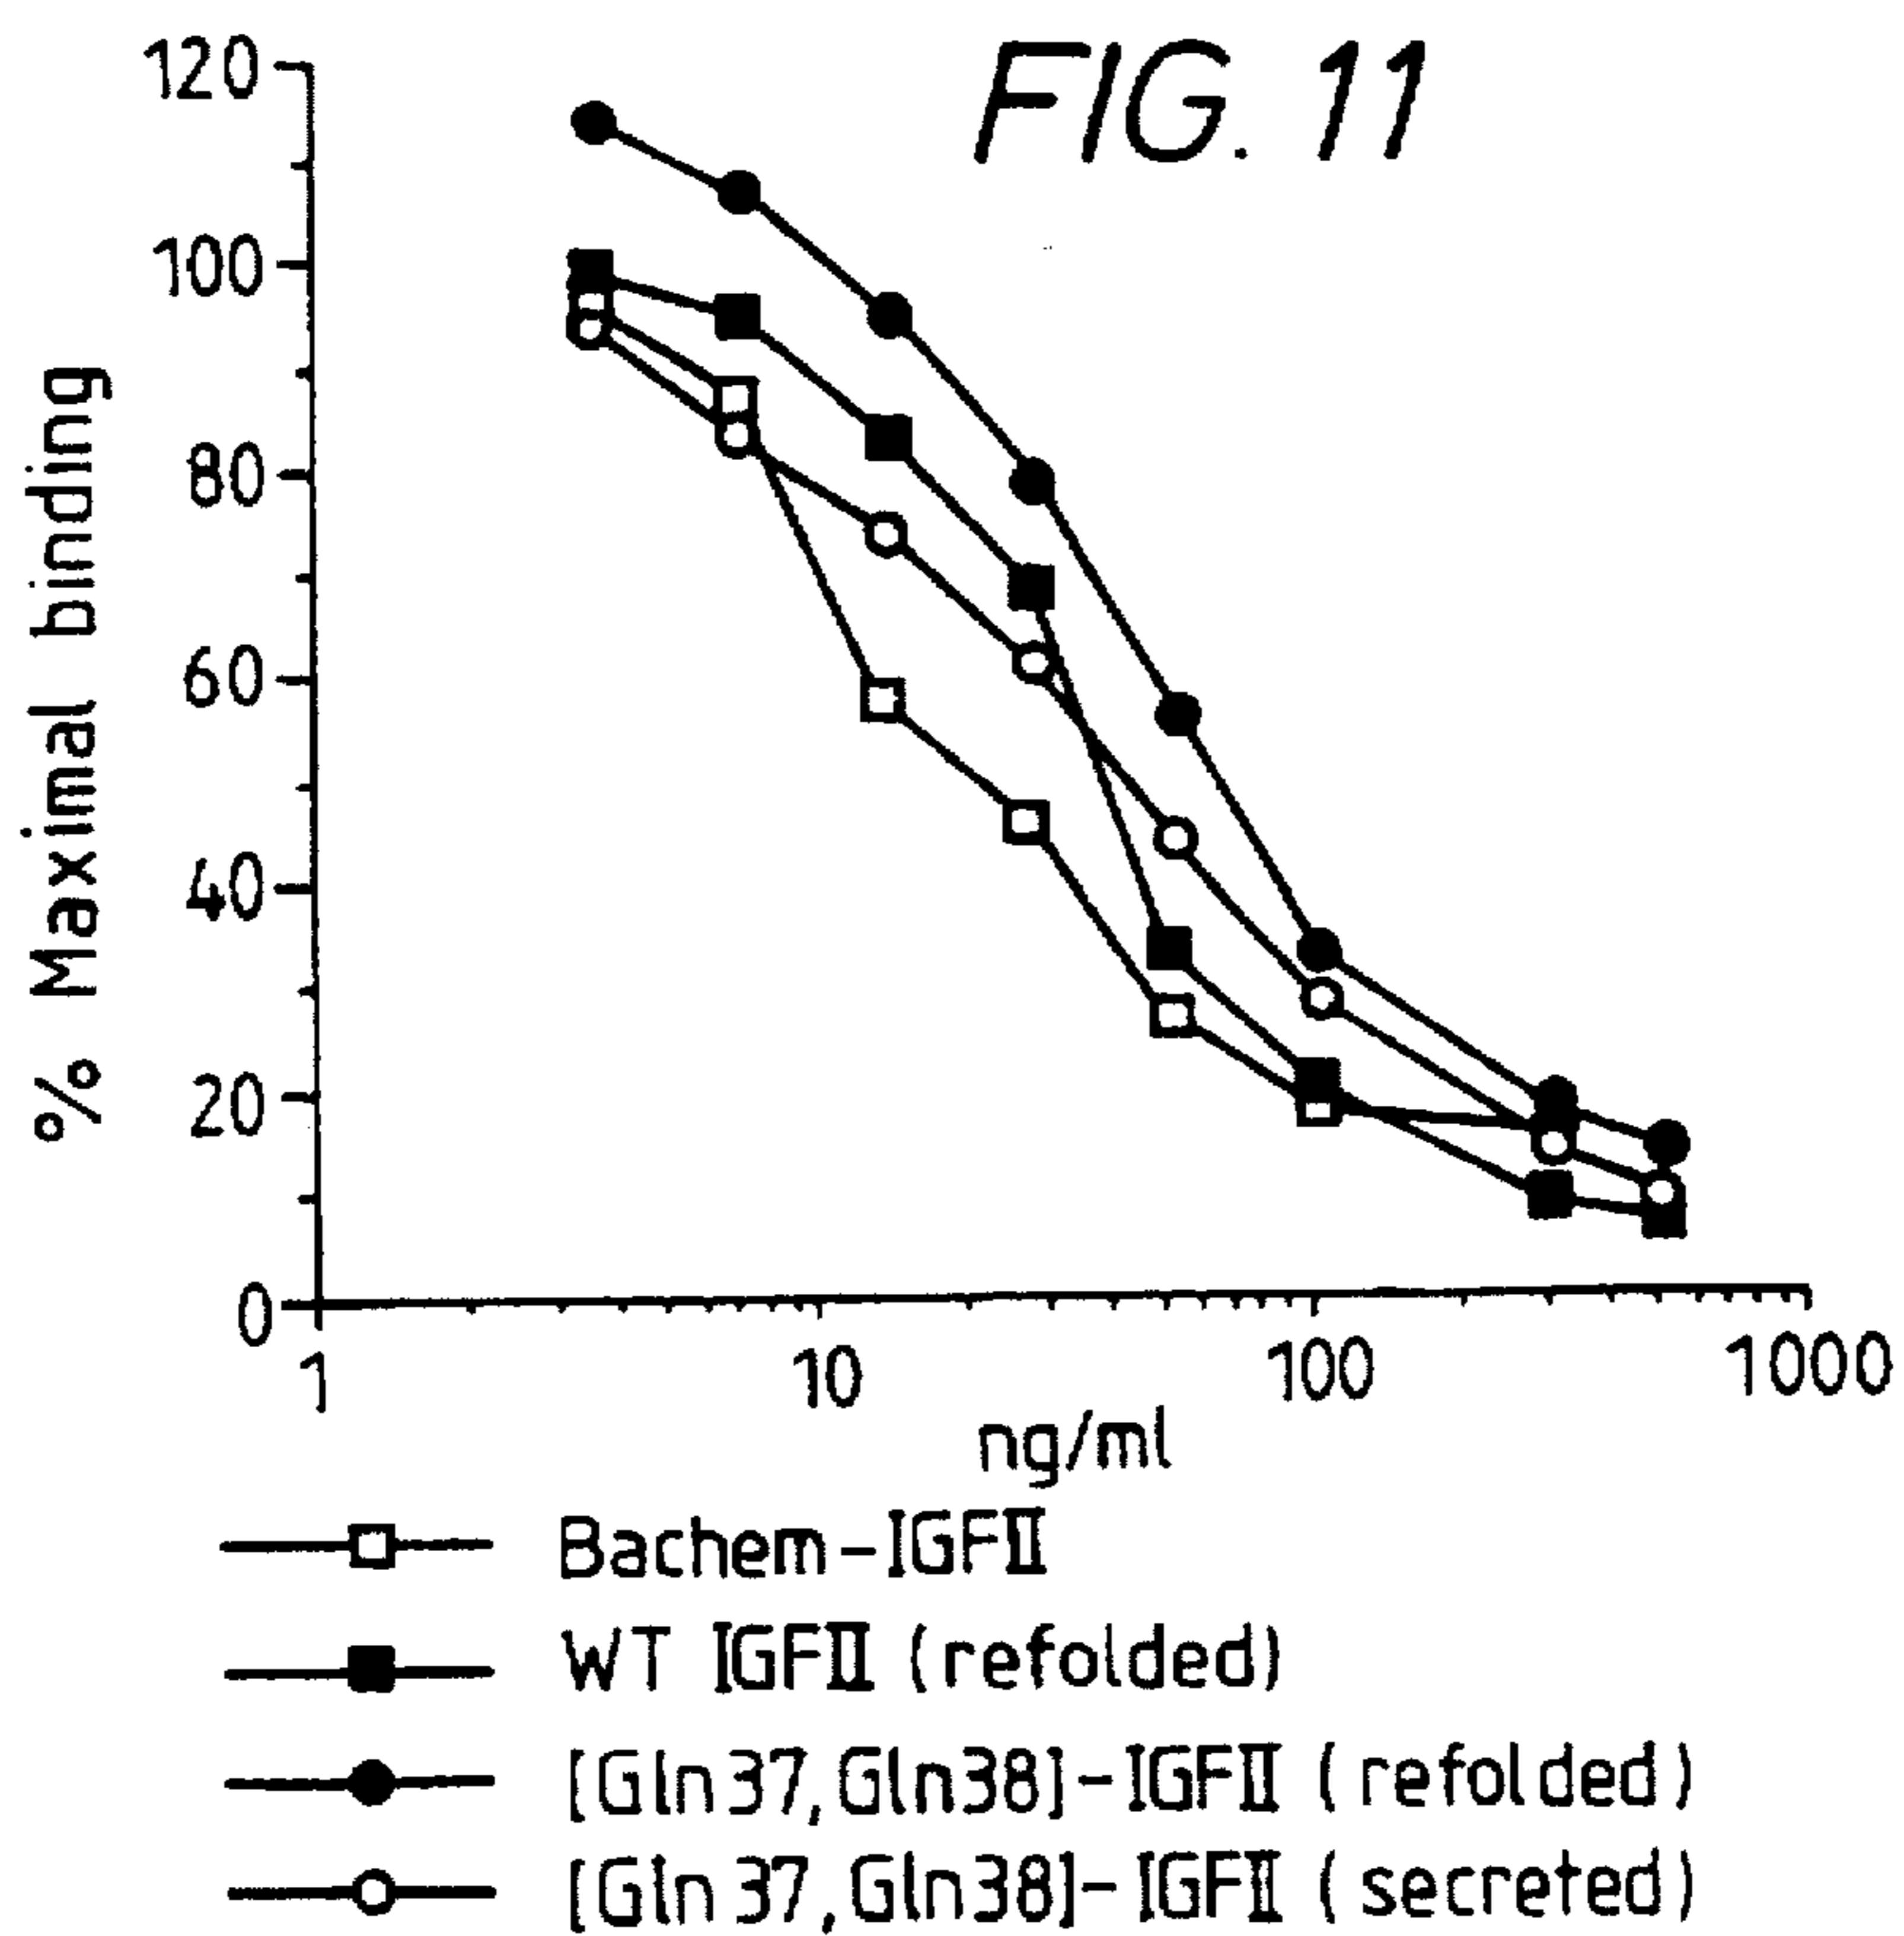 FIG. 11
120
100
80
60
40
20
0
% Maximal binding
1 10 100 1000
ng/ml
Bachem-IGFII
WT IGFII (refolded)
[Gln37,Gln38]-IGFII (refolded)
[Gln37,Gln38]-IGFII (secreted)